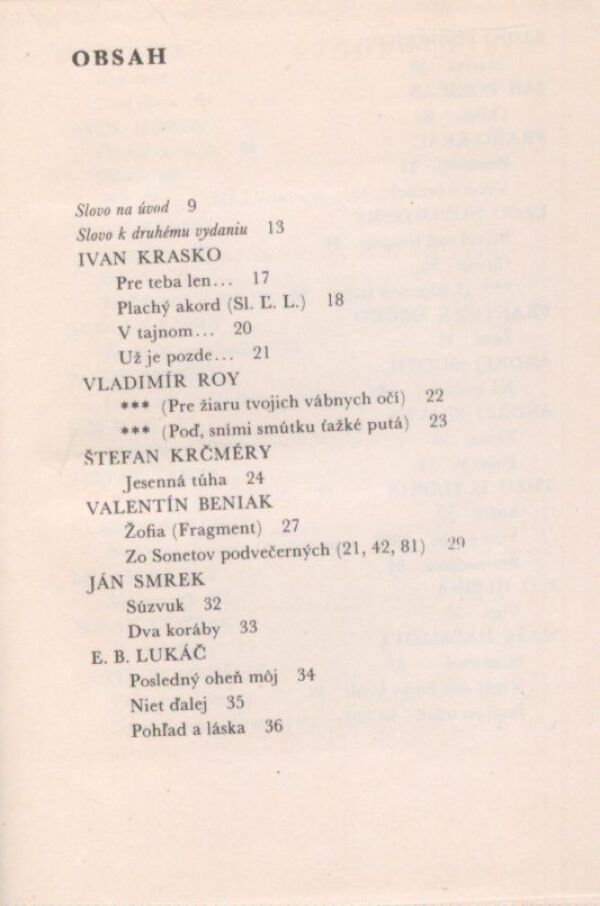 OBSAH
Slovo na úvod 9
Slovo k druhému vydaniu 13
IVAN KRASKO
Pre teba len... 17
Plachý akord (Sl. Ľ. L.) 18
V tajnom... 20
Už je pozde... 21
VLADIMÍR ROY
*** (Pre žiaru tvojich vábnych očí) 22
*** (Poď, sními smútku ťažké putá) 23
ŠTEFAN KRČMÉRY
Jesenná túha 24
VALENTÍN BENIAK
Žofia (Fragment) 27
Zo Sonetov podvečerných (21, 42, 81) 29
JÁN SMREK
Súzvuk 32
Dva koráby 33
E. B. LUKÁČ
Posledný oheň môj 34
Niet ďalej 35
Pohľad a láska 36